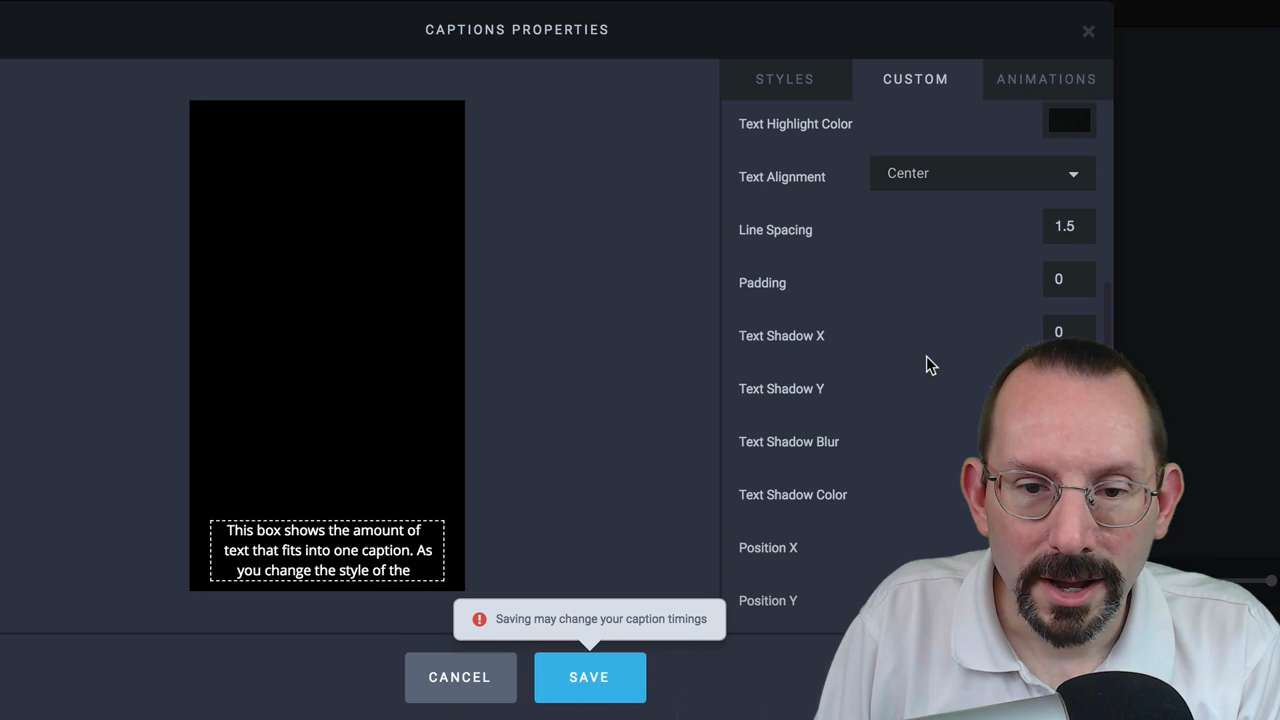 CAPTIONS PROPERTIES
STYLES
CUSTOM
ANIMATIONS
Text Highlight Color
Text Alignment
Center
Line Spacing
1.5
Padding
0
Text Shadow X
0
Text Shadow Y
Text Shadow Blur
Text Shadow Color
Position X
Position Y
This box shows the amount of
text that fits into one caption. As
you change the style of the
Saving may change your caption timings
CANCEL
SAVE